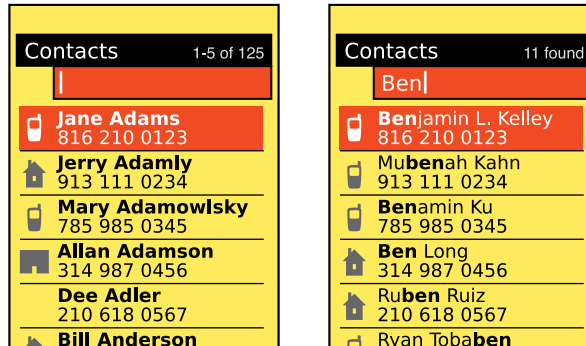 Contacts 1-5 of 125
Jane Adams
816 210 0123
Jerry Adamly
913 111 0234
Mary Adamowlsky
785 985 0345
Allan Adamson
314 987 0456
Dee Adler
210 618 0567
Bill Anderson
Contacts 11 found
Ben
Benjamin L. Kelley
816 210 0123
Mubenah Kahn
913 111 0234
Benamin Ku
785 985 0345
Ben Long
314 987 0456
Ruben Ruiz
210 618 0567
Ryan Tobaben